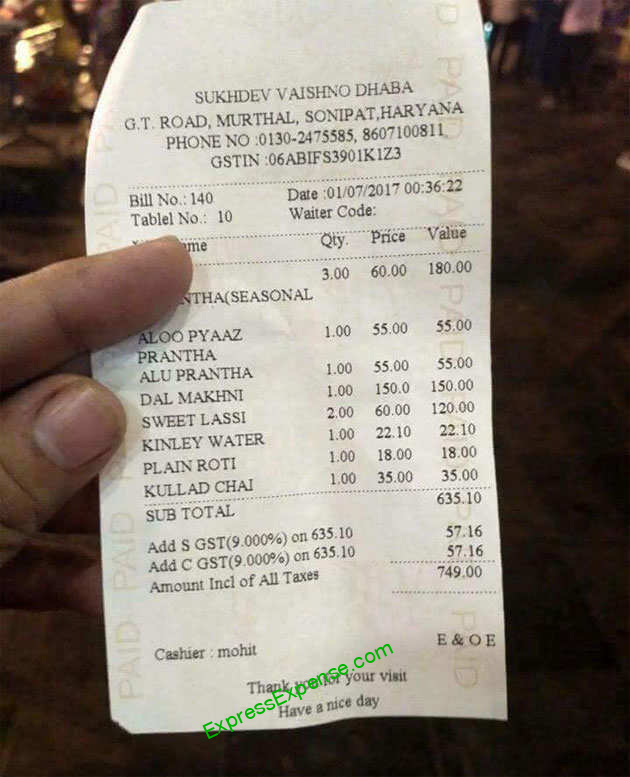 SUKHDEV VAISHNO DHABA
G.T. ROAD, MURTHAL, SONIPAT,HARYANA
PHONE NO :0130-2475585, 8607100811
GSTIN :06ABIFS3901K1Z3
Bill No.: 140 Date :01/07/2017 00:36:22
Tablel No.: 10 Waiter Code:
Qty. Price Value
3.00 60.00 180.00
NTHA(SEASONAL
ALOO PYAAZ 1.00 55.00 55.00
PRANTHA
ALU PRANTHA 1.00 55.00 55.00
DAL MAKHNI 1.00 150.0 150.00
SWEET LASSI 2.00 60.00 120.00
KINLEY WATER 1.00 22.10 22.10
PLAIN ROTI 1.00 18.00 18.00
KULLAD CHAI 1.00 35.00 35.00
SUB TOTAL 635.10
Add S GST(9.000%) on 635.10 57.16
Add C GST(9.000%) on 635.10 57.16
Amount Incl of All Taxes 749.00
E & O E
Cashier : mohit
Thank you for your visit
Have a nice day
ExpressExpense.com
PAID PAID PAID PAID
PAID PAID PAID PAID